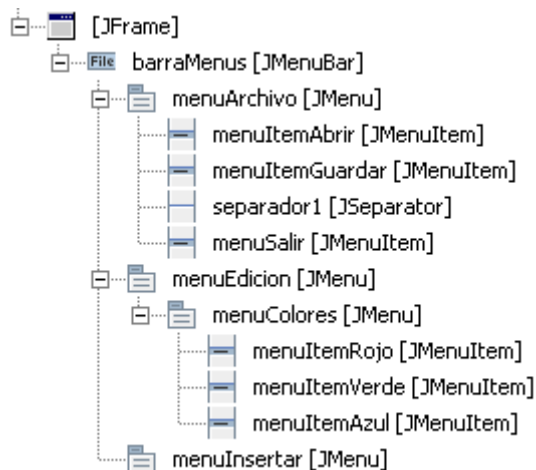 [JFrame]
File barraMenus [JMenuBar]
menuArchivo [JMenu]
menuItemAbrir [JMenuItem]
menuItemGuardar [JMenuItem]
separador1 [JSeparator]
menuSalir [JMenuItem]
menuEdicion [JMenu]
menuColores [JMenu]
menuItemRojo [JMenuItem]
menuItemVerde [JMenuItem]
menuItemAzul [JMenuItem]
menuInsertar [JMenu]